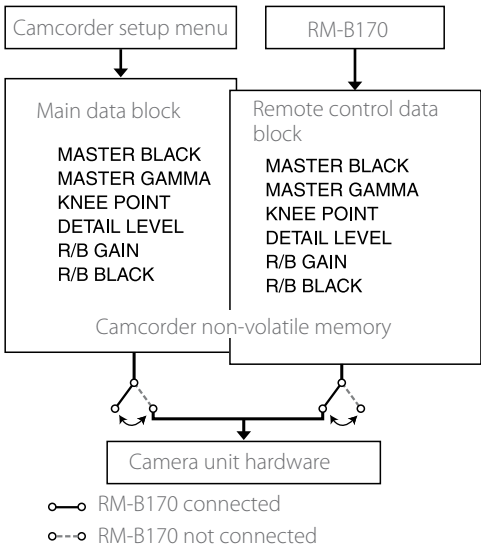 Camcorder setup menu
RM-B170
Main data block
MASTER BLACK
MASTER GAMMA
KNEE POINT
DETAIL LEVEL
R/B GAIN
R/B BLACK
Remote control data
block
MASTER BLACK
MASTER GAMMA
KNEE POINT
DETAIL LEVEL
R/B GAIN
R/B BLACK
Camcorder non-volatile memory
Camera unit hardware
RM-B170 connected
RM-B170 not connected